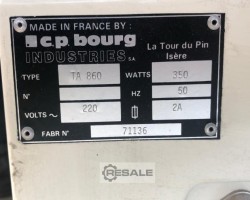 MADE IN FRANCE BY :
c.p. bourg
INDUSTRIES SA
La Tour du Pin
Isère
TYPE TA 860 WATTS 350
N° HZ 50
VOLTS ~ 220 2A
FABR N° 71136
RESALE